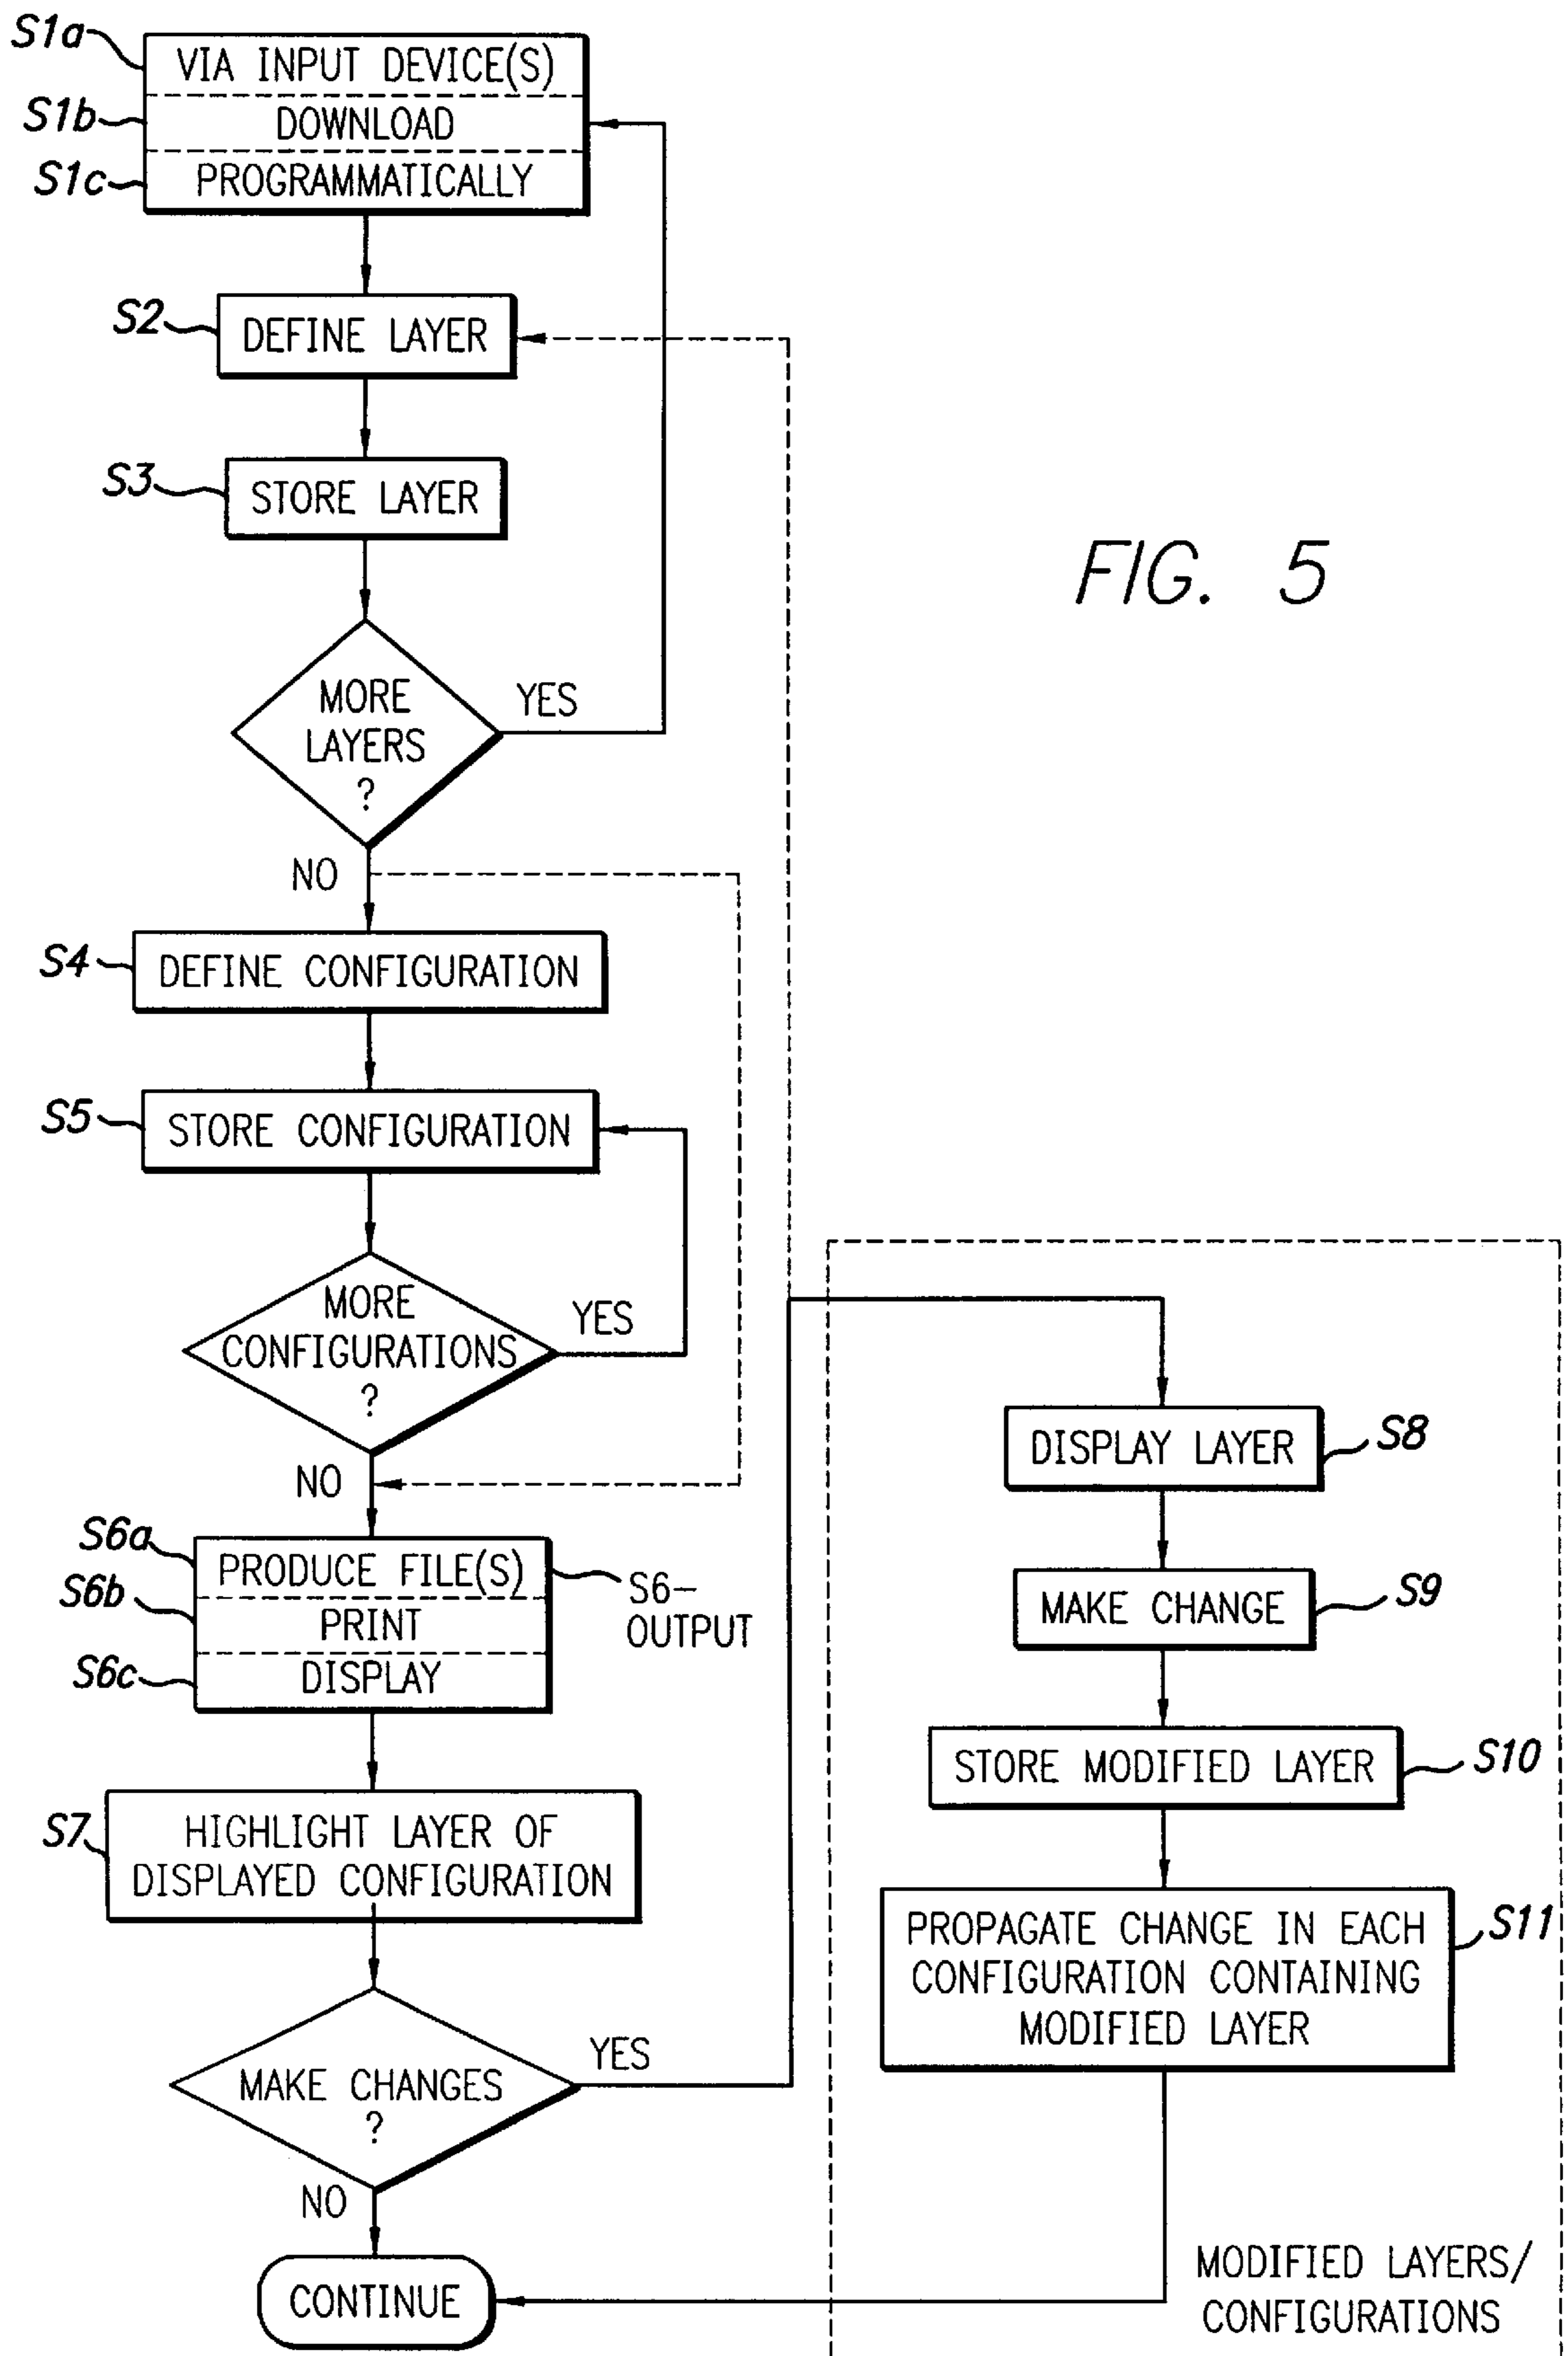 S1a
VIA INPUT DEVICE(S)
S1b
DOWNLOAD
S1c
PROGRAMMATICALLY
S2
DEFINE LAYER
S3
STORE LAYER
FIG. 5
MORE
LAYERS
?
YES
NO
S4
DEFINE CONFIGURATION
S5
STORE CONFIGURATION
MORE
CONFIGURATIONS
?
YES
NO
S6a
PRODUCE FILE(S)
S6b
PRINT
S6c
DISPLAY
S6-
OUTPUT
S7
HIGHLIGHT LAYER OF
DISPLAYED CONFIGURATION
MAKE CHANGES
?
YES
NO
CONTINUE
DISPLAY LAYER
S8
MAKE CHANGE
S9
STORE MODIFIED LAYER
S10
PROPAGATE CHANGE IN EACH
CONFIGURATION CONTAINING
MODIFIED LAYER
S11
MODIFIED LAYERS/
CONFIGURATIONS